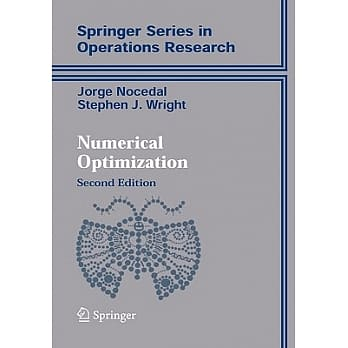 Springer Series in
Operations Research
Jorge Nocedal
Stephen J. Wright
Numerical
Optimization
Second Edition
Springer